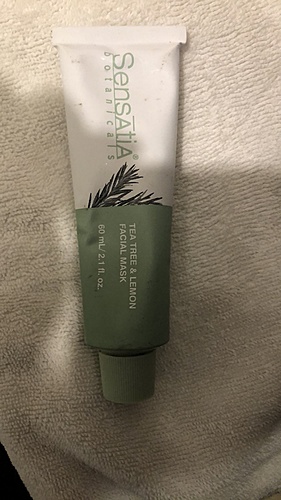 SensAtiA®
botanicals
TEA TREE & LEMON
FACIAL MASK
60 mL/ 2.1 fl. oz.